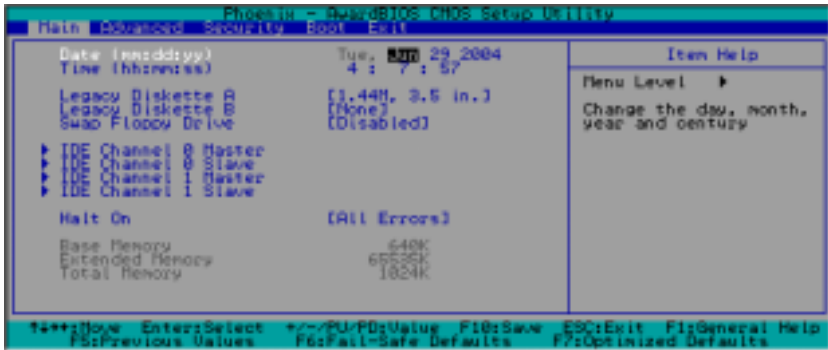 Phoenix - AwardBIOS CMOS Setup Utility
Main Advanced Security Boot Exit
Date (mm:dd:yy) Tue, Jun 29 2004
Time (hh:mm:ss) 4 : 7 : 57
Legacy Diskette A [1.44M, 3.5 in.]
Legacy Diskette B [None]
Swap Floppy Drive [Disabled]
▶ IDE Channel 0 Master
▶ IDE Channel 0 Slave
▶ IDE Channel 1 Master
▶ IDE Channel 1 Slave
Halt On [All Errors]
Base Memory 640K
Extended Memory 65535K
Total Memory 1024K
Item Help
Menu Level ▶
Change the day, month,
year and century
↑↓→←:Move Enter:Select +/-/PU/PD:Value F10:Save ESC:Exit F1:General Help
F5:Previous Values F6:Fail-Safe Defaults F7:Optimized Defaults